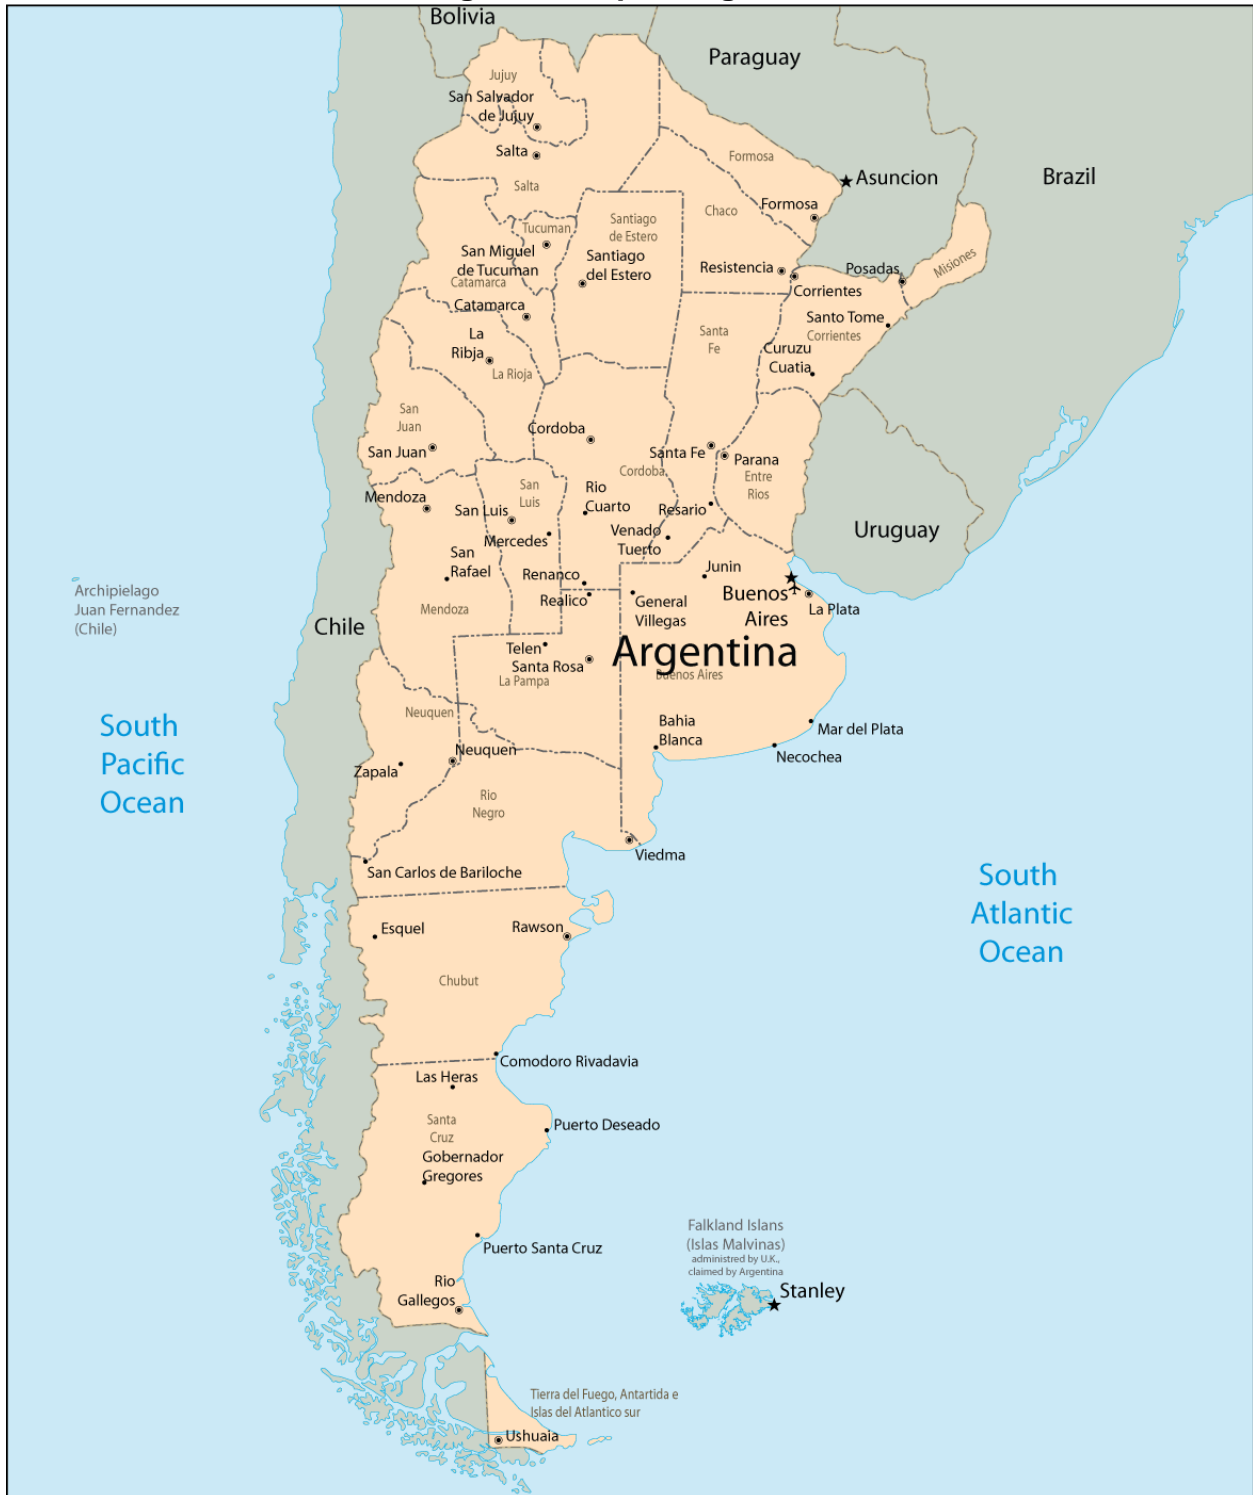 Bolivia
Paraguay
Jujuy
San Salvador
de Jujuy
Salta
Salta
Formosa
Asuncion
Brazil
Chaco
Formosa
Santiago
de Estero
Tucuman
San Miguel
de Tucuman
Santiago
del Estero
Catamarca
Catamarca
Resistencia
Corrientes
Posadas
Misiones
Santo Tome
Corrientes
La
Ribja
La Rioja
Santa
Fe
Curuzu
Cuatia
San
Juan
San Juan
Cordoba
Cordoba
Santa Fe
Parana
Entre
Rios
Mendoza
San
Luis
San Luis
Rio
Cuarto
Resario
Mercedes
Venado
Tuerto
Uruguay
San
Rafael
Renanco
Realico
Junin
General
Villegas
Buenos
Aires
La Plata
Archipielago
Juan Fernandez
(Chile)
Chile
Mendoza
Telen
Santa Rosa
La Pampa
Argentina
Buenos Aires
South
Pacific
Ocean
Neuquen
Neuquen
Zapala
Bahia
Blanca
Mar del Plata
Necochea
Rio
Negro
Viedma
San Carlos de Bariloche
South
Atlantic
Ocean
Esquel
Rawson
Chubut
Comodoro Rivadavia
Las Heras
Santa
Cruz
Puerto Deseado
Gobernador
Gregores
Puerto Santa Cruz
Rio
Gallegos
Falkland Islans
(Islas Malvinas)
administred by U.K.,
claimed by Argentina
Stanley
Tierra del Fuego, Antartida e
Islas del Atlantico sur
Ushuaia